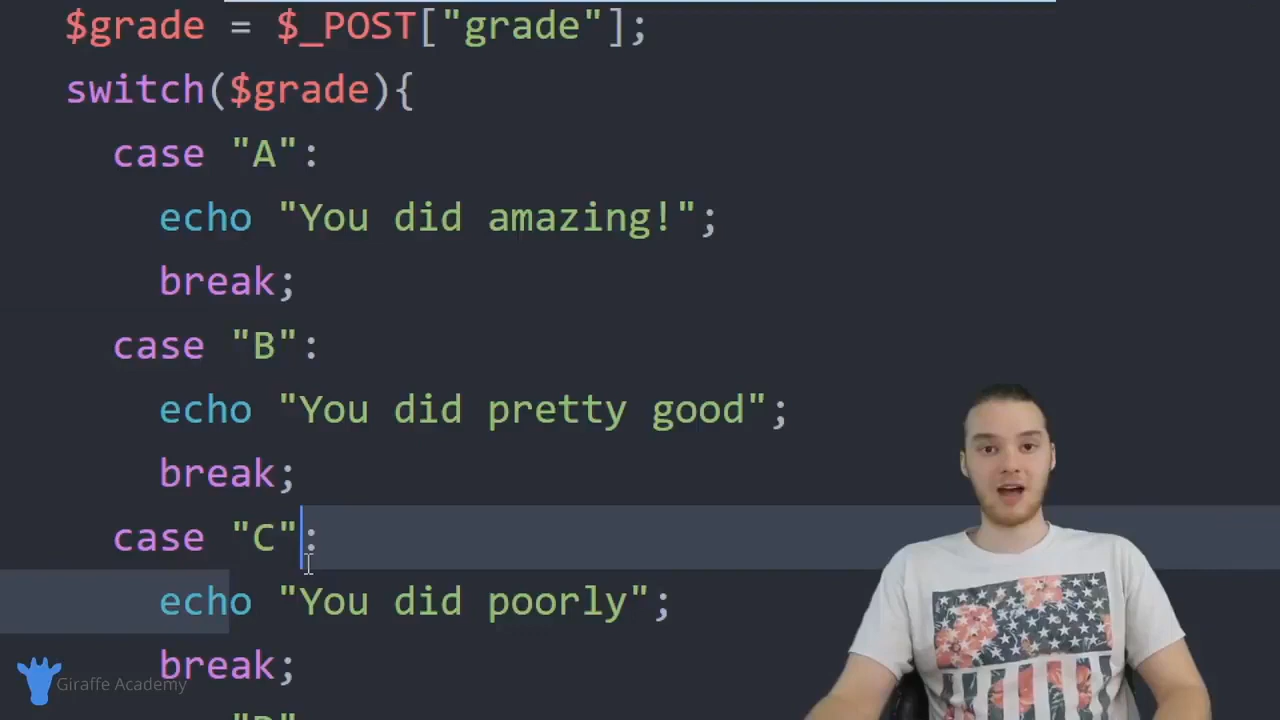 $grade = $_POST["grade"];
switch($grade){
case "A":
echo "You did amazing!";
break;
case "B":
echo "You did pretty good";
break;
case "C":
echo "You did poorly";
break;
Giraffe Academy